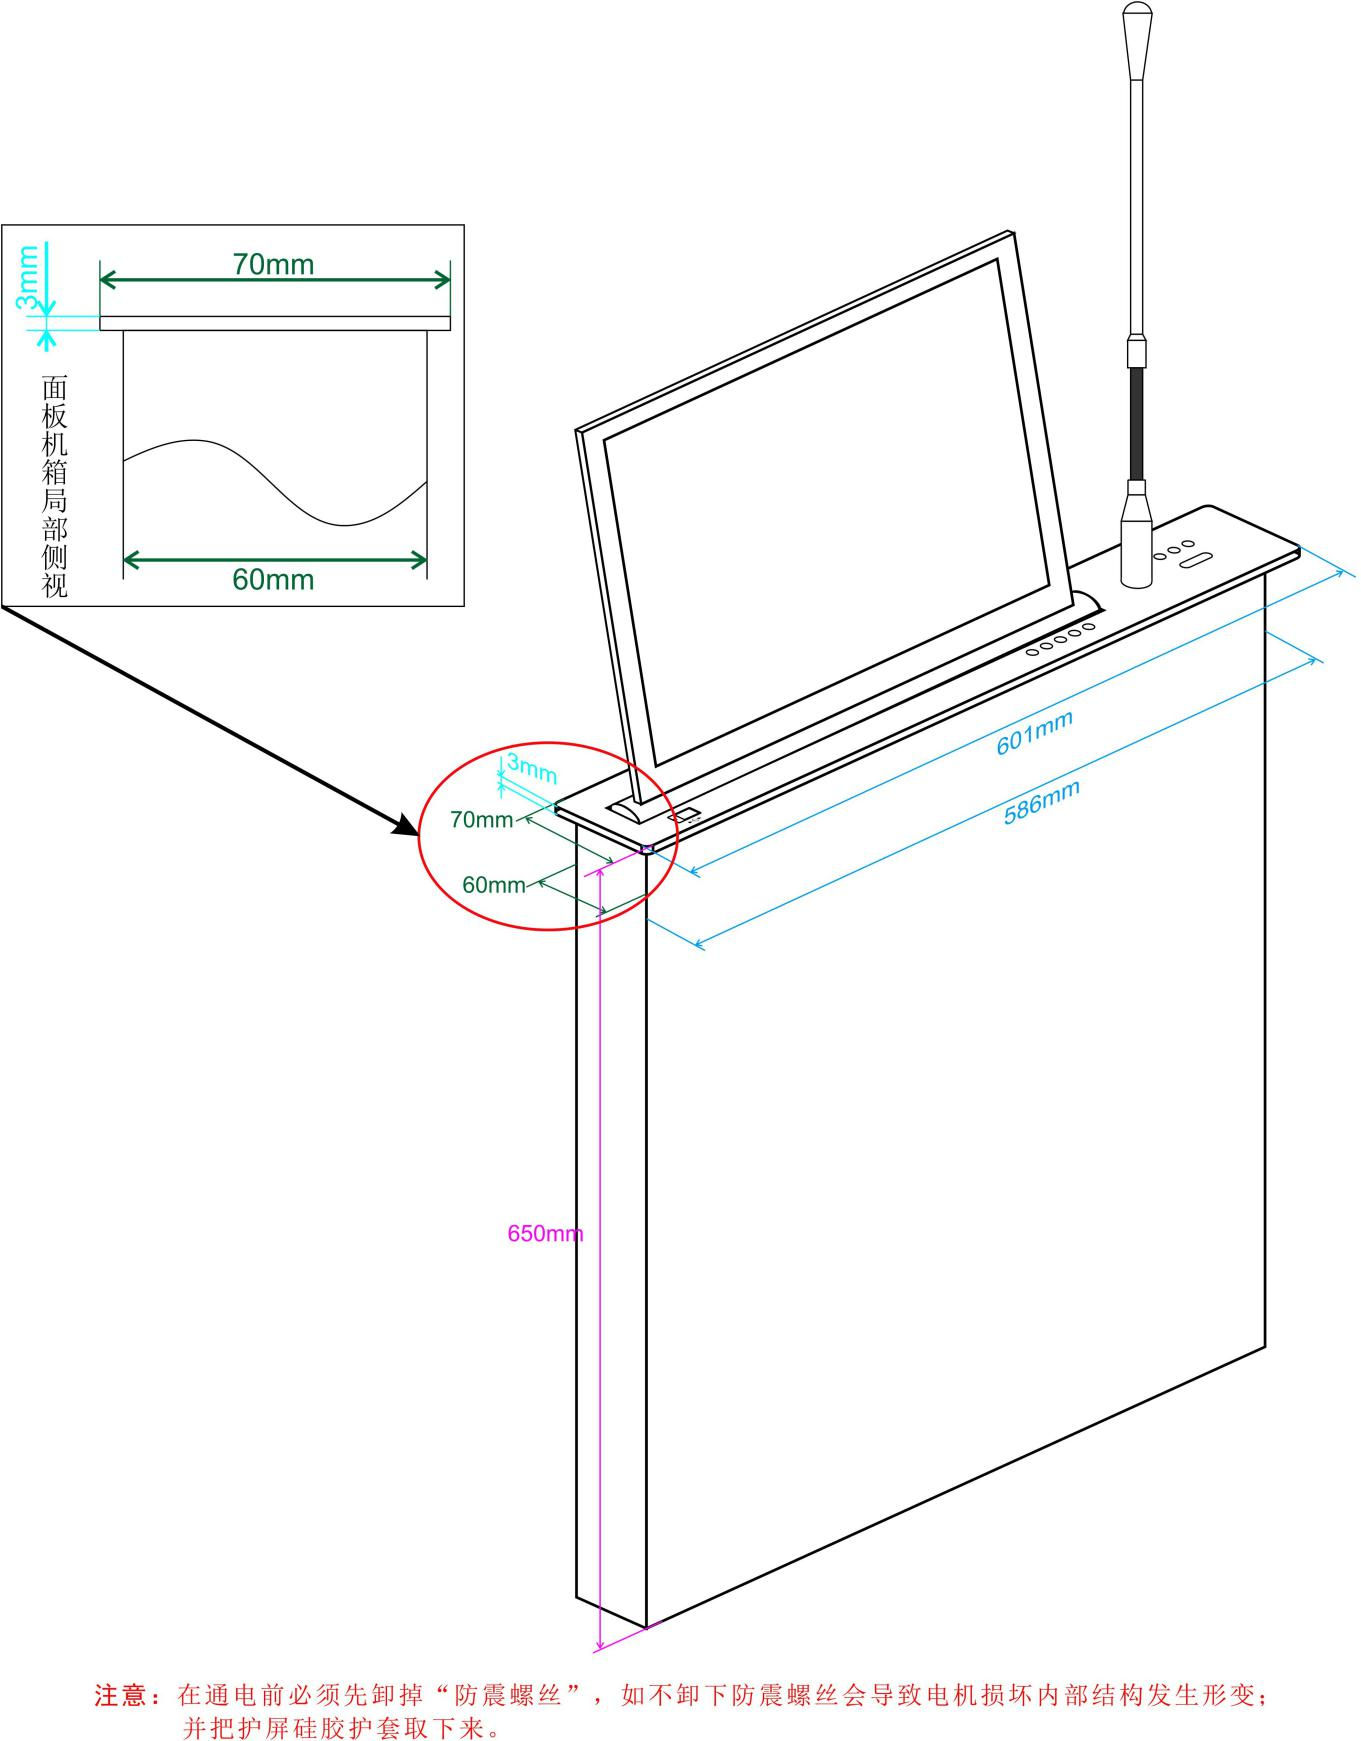 70mm
3mm
面板机箱局部侧视
60mm
3mm
70mm
60mm
601mm
586mm
650mm
注意：在通电前必须先卸掉“防震螺丝”，如不卸下防震螺丝会导致电机损坏内部结构发生形变；
并把护屏硅胶护套取下来。